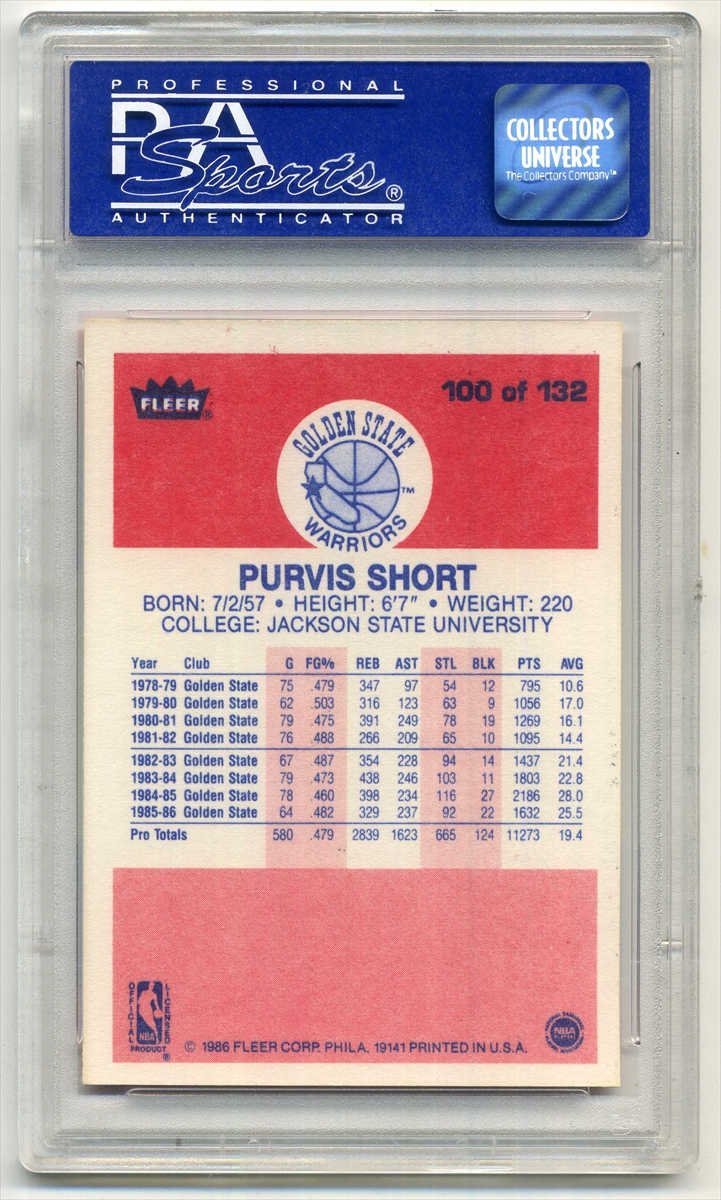 PROFESSIONAL
PSA
Sports®
AUTHENTICATOR
COLLECTORS
UNIVERSE
The Collectors Company™
FLEER®
100 of 132
GOLDEN STATE
WARRIORS
™
PURVIS SHORT
BORN: 7/2/57 • HEIGHT: 6'7" • WEIGHT: 220
COLLEGE: JACKSON STATE UNIVERSITY
Year Club G FG% REB AST STL BLK PTS AVG
1978-79 Golden State 75 .479 347 97 54 12 795 10.6
1979-80 Golden State 62 .503 316 123 63 9 1056 17.0
1980-81 Golden State 79 .475 391 249 78 19 1269 16.1
1981-82 Golden State 76 .488 266 209 65 10 1095 14.4
1982-83 Golden State 67 .487 354 228 94 14 1437 21.4
1983-84 Golden State 79 .473 438 246 103 11 1803 22.8
1984-85 Golden State 78 .460 398 234 116 27 2186 28.0
1985-86 Golden State 64 .482 329 237 92 22 1632 25.5
Pro Totals 580 .479 2839 1623 665 124 11273 19.4
OFFICIAL
LICENSED
NBA
PRODUCT ®
© 1986 FLEER CORP. PHILA. 19141 PRINTED IN U.S.A.
NBA